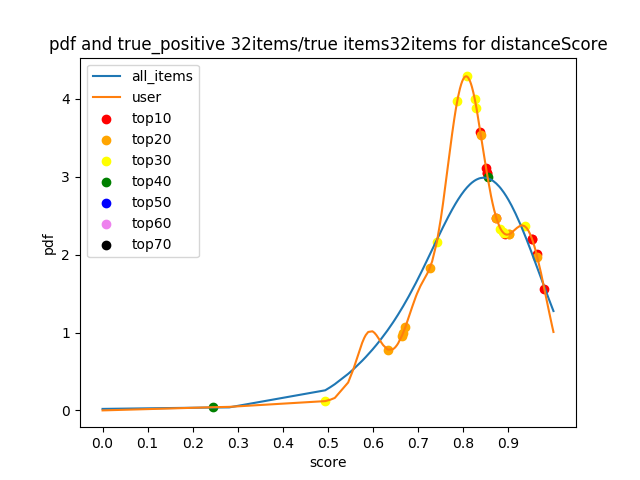 pdf and true_positive 32items/true items32items for distanceScore
all_items
user
top10
top20
top30
top40
top50
top60
top70
pdf
4
3
2
1
0
0.0 0.1 0.2 0.3 0.4 0.5 0.6 0.7 0.8 0.9
score